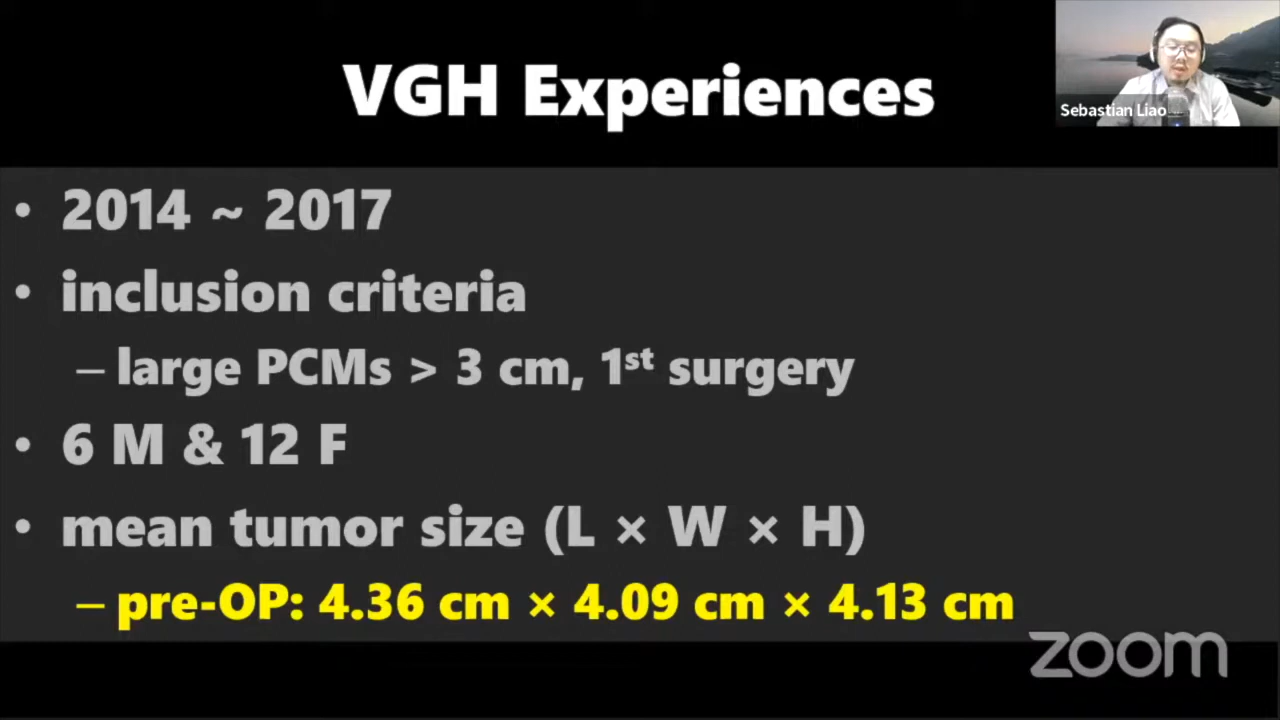 VGH Experiences
Sebastian Liao
• 2014 ~ 2017
• inclusion criteria
– large PCMs > 3 cm, 1st surgery
• 6 M & 12 F
• mean tumor size (L × W × H)
– pre-OP: 4.36 cm × 4.09 cm × 4.13 cm
zoom